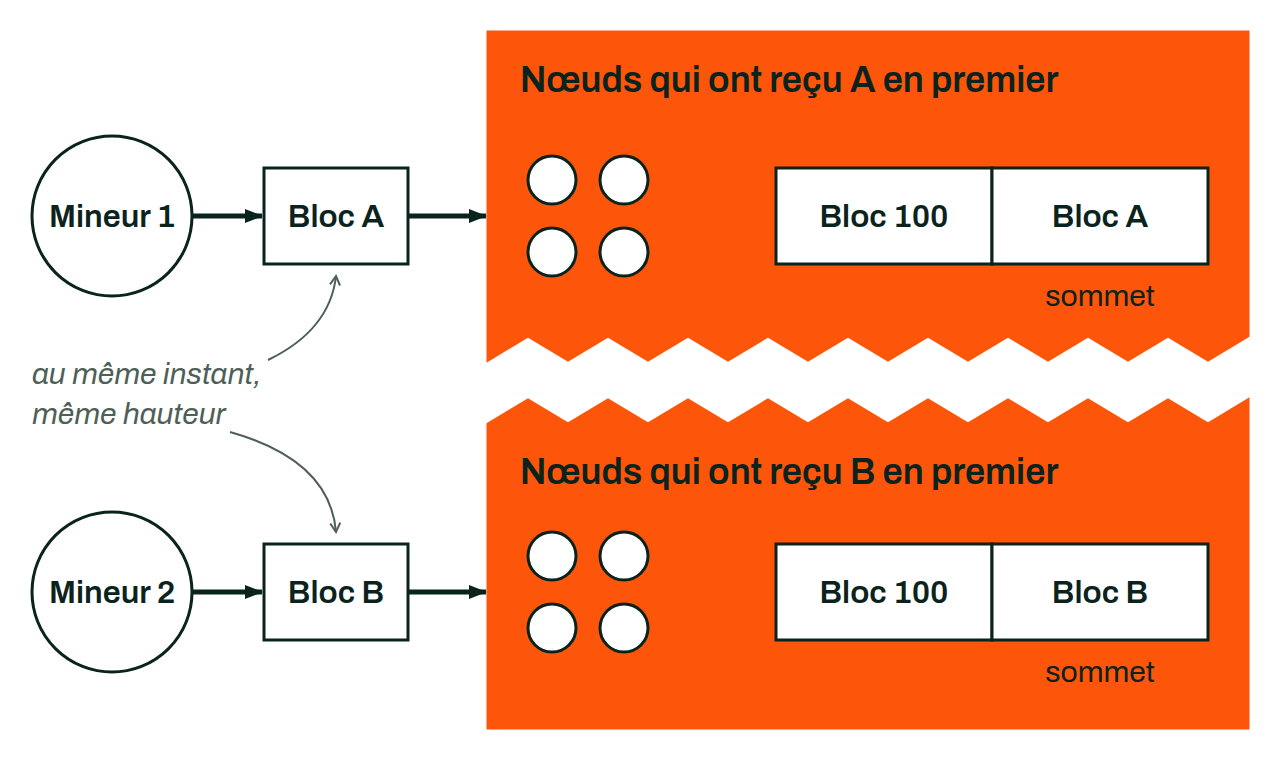 Nœuds qui ont reçu A en premier
Mineur 1
Bloc A
Bloc 100
Bloc A
sommet
au même instant,
même hauteur
Nœuds qui ont reçu B en premier
Mineur 2
Bloc B
Bloc 100
Bloc B
sommet